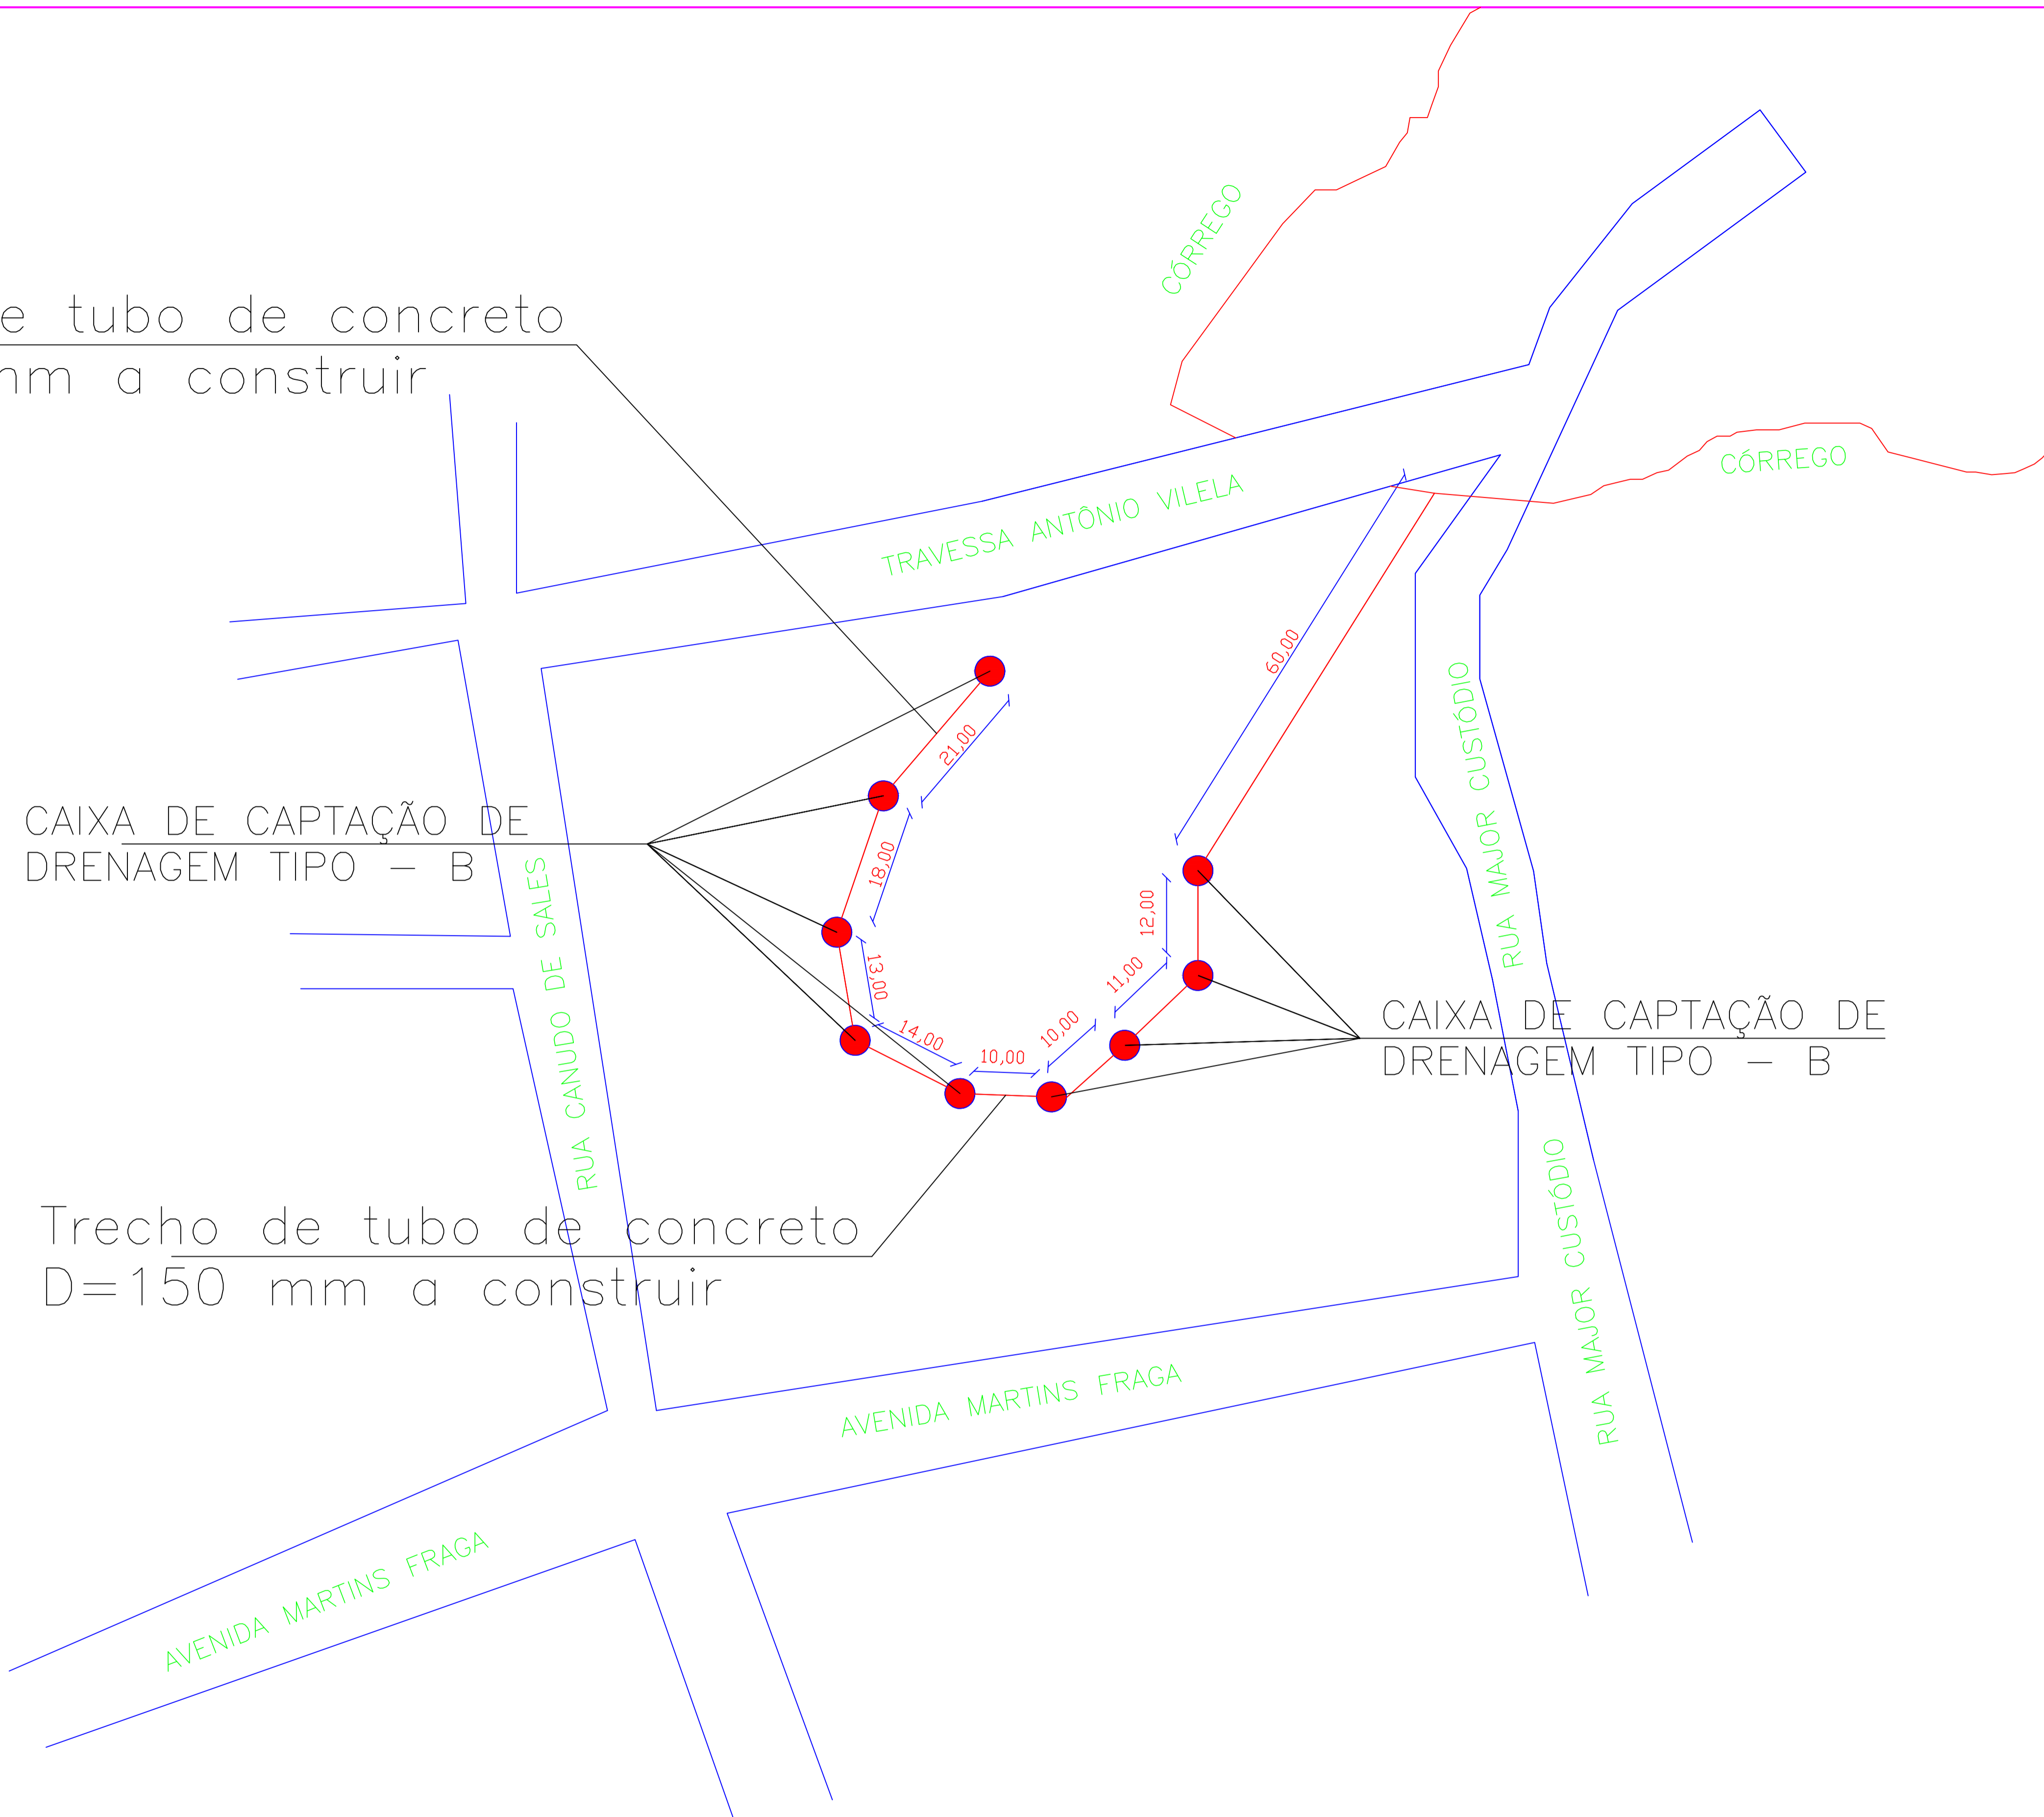 CÓRREGO
e tubo de concreto
mm a construir
CÓRREGO
TRAVESSA ANTÔNIO VILELA
60,00
21,00
RUA MAJOR CUSTÓDIO
CAIXA DE CAPTAÇÃO DE
DRENAGEM TIPO - B
18,00
RUA CANUDO DE SALES
12,00
13,00
11,00
14,00
10,00
10,00
CAIXA DE CAPTAÇÃO DE
DRENAGEM TIPO - B
Trecho de tubo de concreto
D=150 mm a construir
RUA MAJOR CUSTÓDIO
AVENIDA MARTINS FRAGA
AVENIDA MARTINS FRAGA